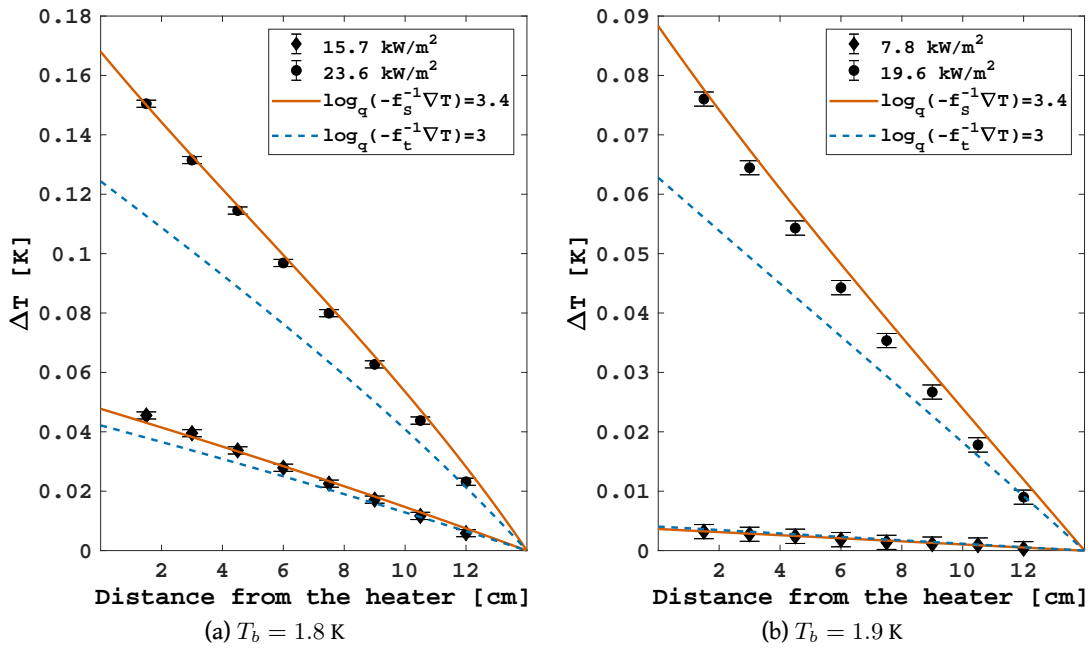 0.18
0.16
0.14
0.12
0.1
0.08
0.06
0.04
0.02
0
ΔT [K]
15.7 kW/m²
23.6 kW/m²
log_q(-f_s^{-1}∇T)=3.4
log_q(-f_t^{-1}∇T)=3
2 4 6 8 10 12
Distance from the heater [cm]
(a) T_b = 1.8 K
0.09
0.08
0.07
0.06
0.05
0.04
0.03
0.02
0.01
0
ΔT [K]
7.8 kW/m²
19.6 kW/m²
log_q(-f_s^{-1}∇T)=3.4
log_q(-f_t^{-1}∇T)=3
2 4 6 8 10 12
Distance from the heater [cm]
(b) T_b = 1.9 K